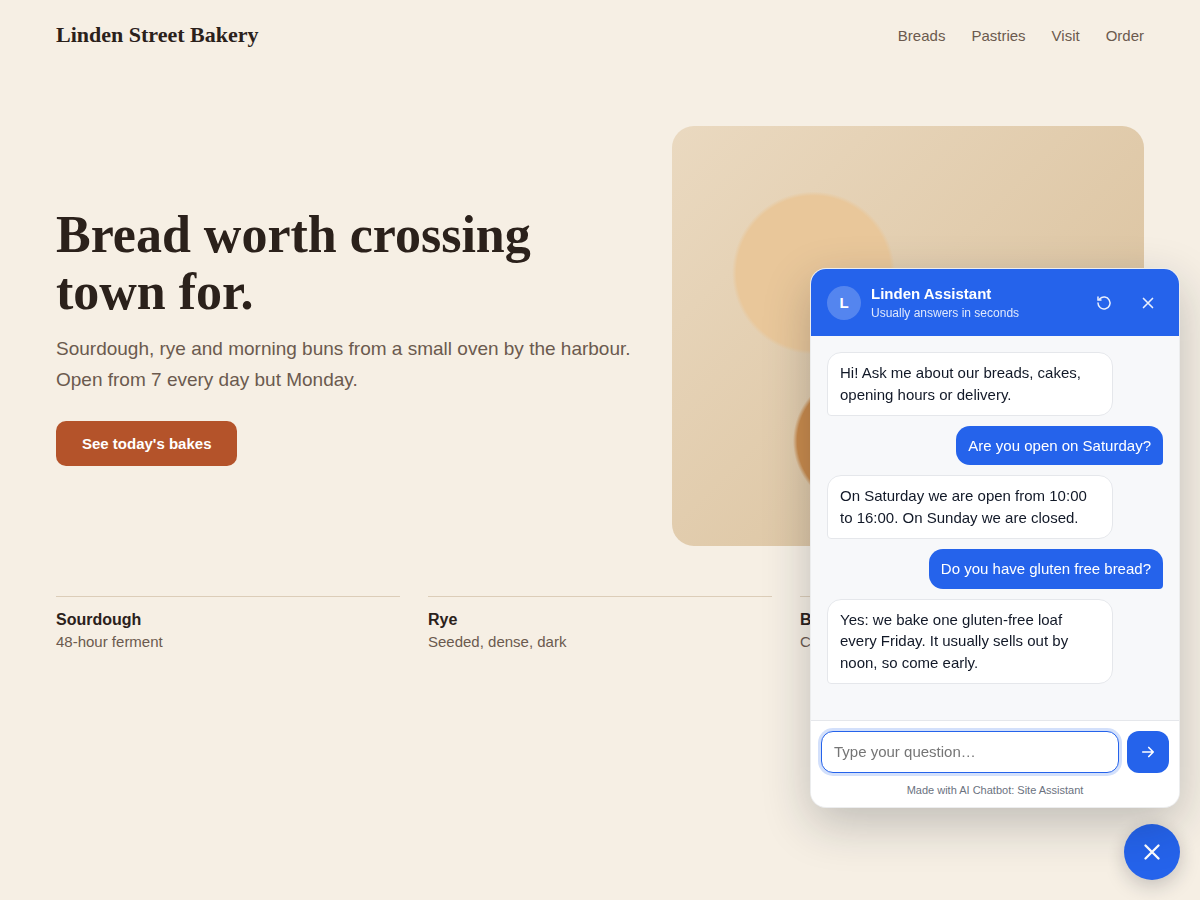 Linden Street Bakery
Breads
Pastries
Visit
Order
Bread worth crossing
town for.
Sourdough, rye and morning buns from a small oven by the harbour.
Open from 7 every day but Monday.
See today's bakes
Sourdough
48-hour ferment
Rye
Seeded, dense, dark
L
Linden Assistant
Usually answers in seconds
Hi! Ask me about our breads, cakes,
opening hours or delivery.
Are you open on Saturday?
On Saturday we are open from 10:00
to 16:00. On Sunday we are closed.
Do you have gluten free bread?
Yes: we bake one gluten-free loaf
every Friday. It usually sells out by
noon, so come early.
Type your question…
Made with AI Chatbot: Site Assistant